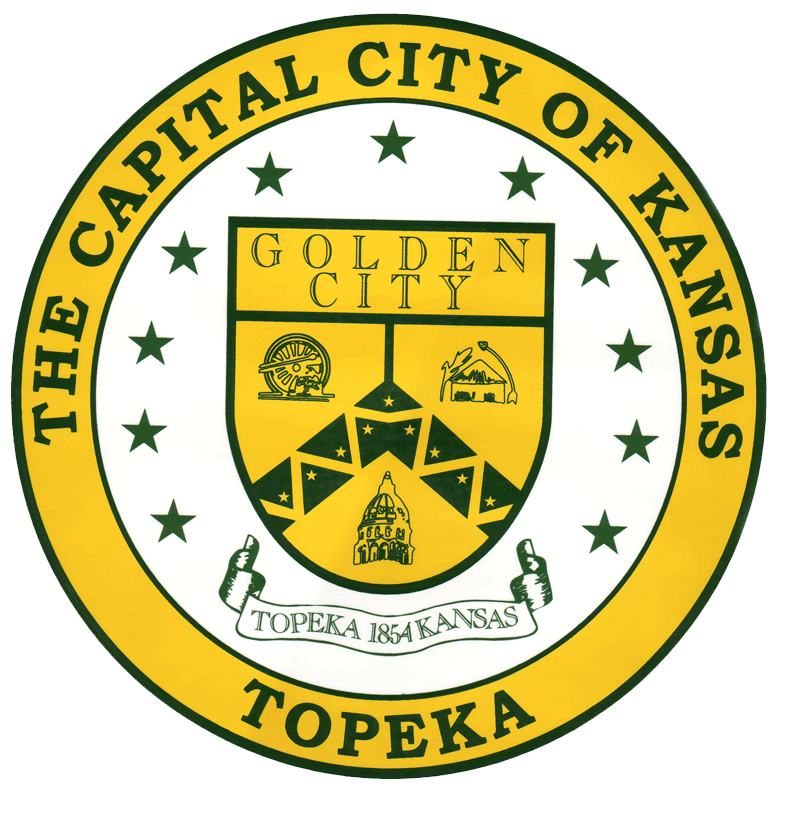 THE CAPITAL CITY OF KANSAS
GOLDEN
CITY
TOPEKA 1854 KANSAS
TOPEKA